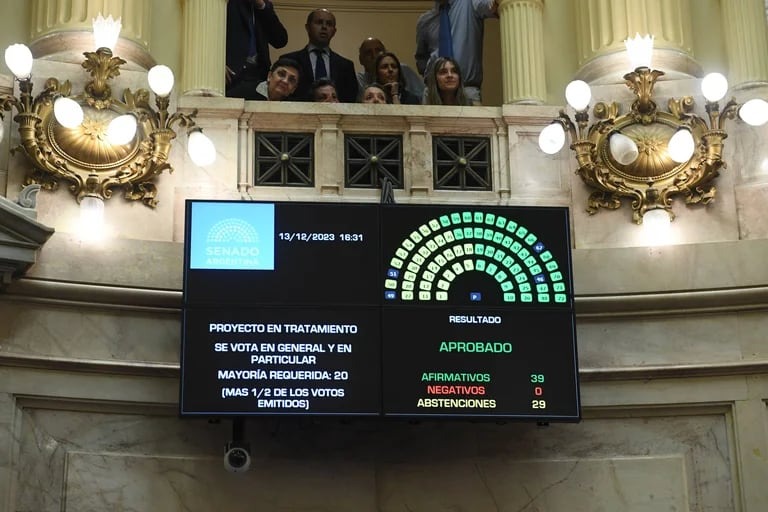 SENADO
ARGENTINA
13/12/2023 16:31
PROYECTO EN TRATAMIENTO
SE VOTA EN GENERAL Y EN
PARTICULAR
MAYORÍA REQUERIDA: 20
(MAS 1/2 DE LOS VOTOS
EMITIDOS)
P
RESULTADO
APROBADO
AFIRMATIVOS 39
NEGATIVOS 0
ABSTENCIONES 29